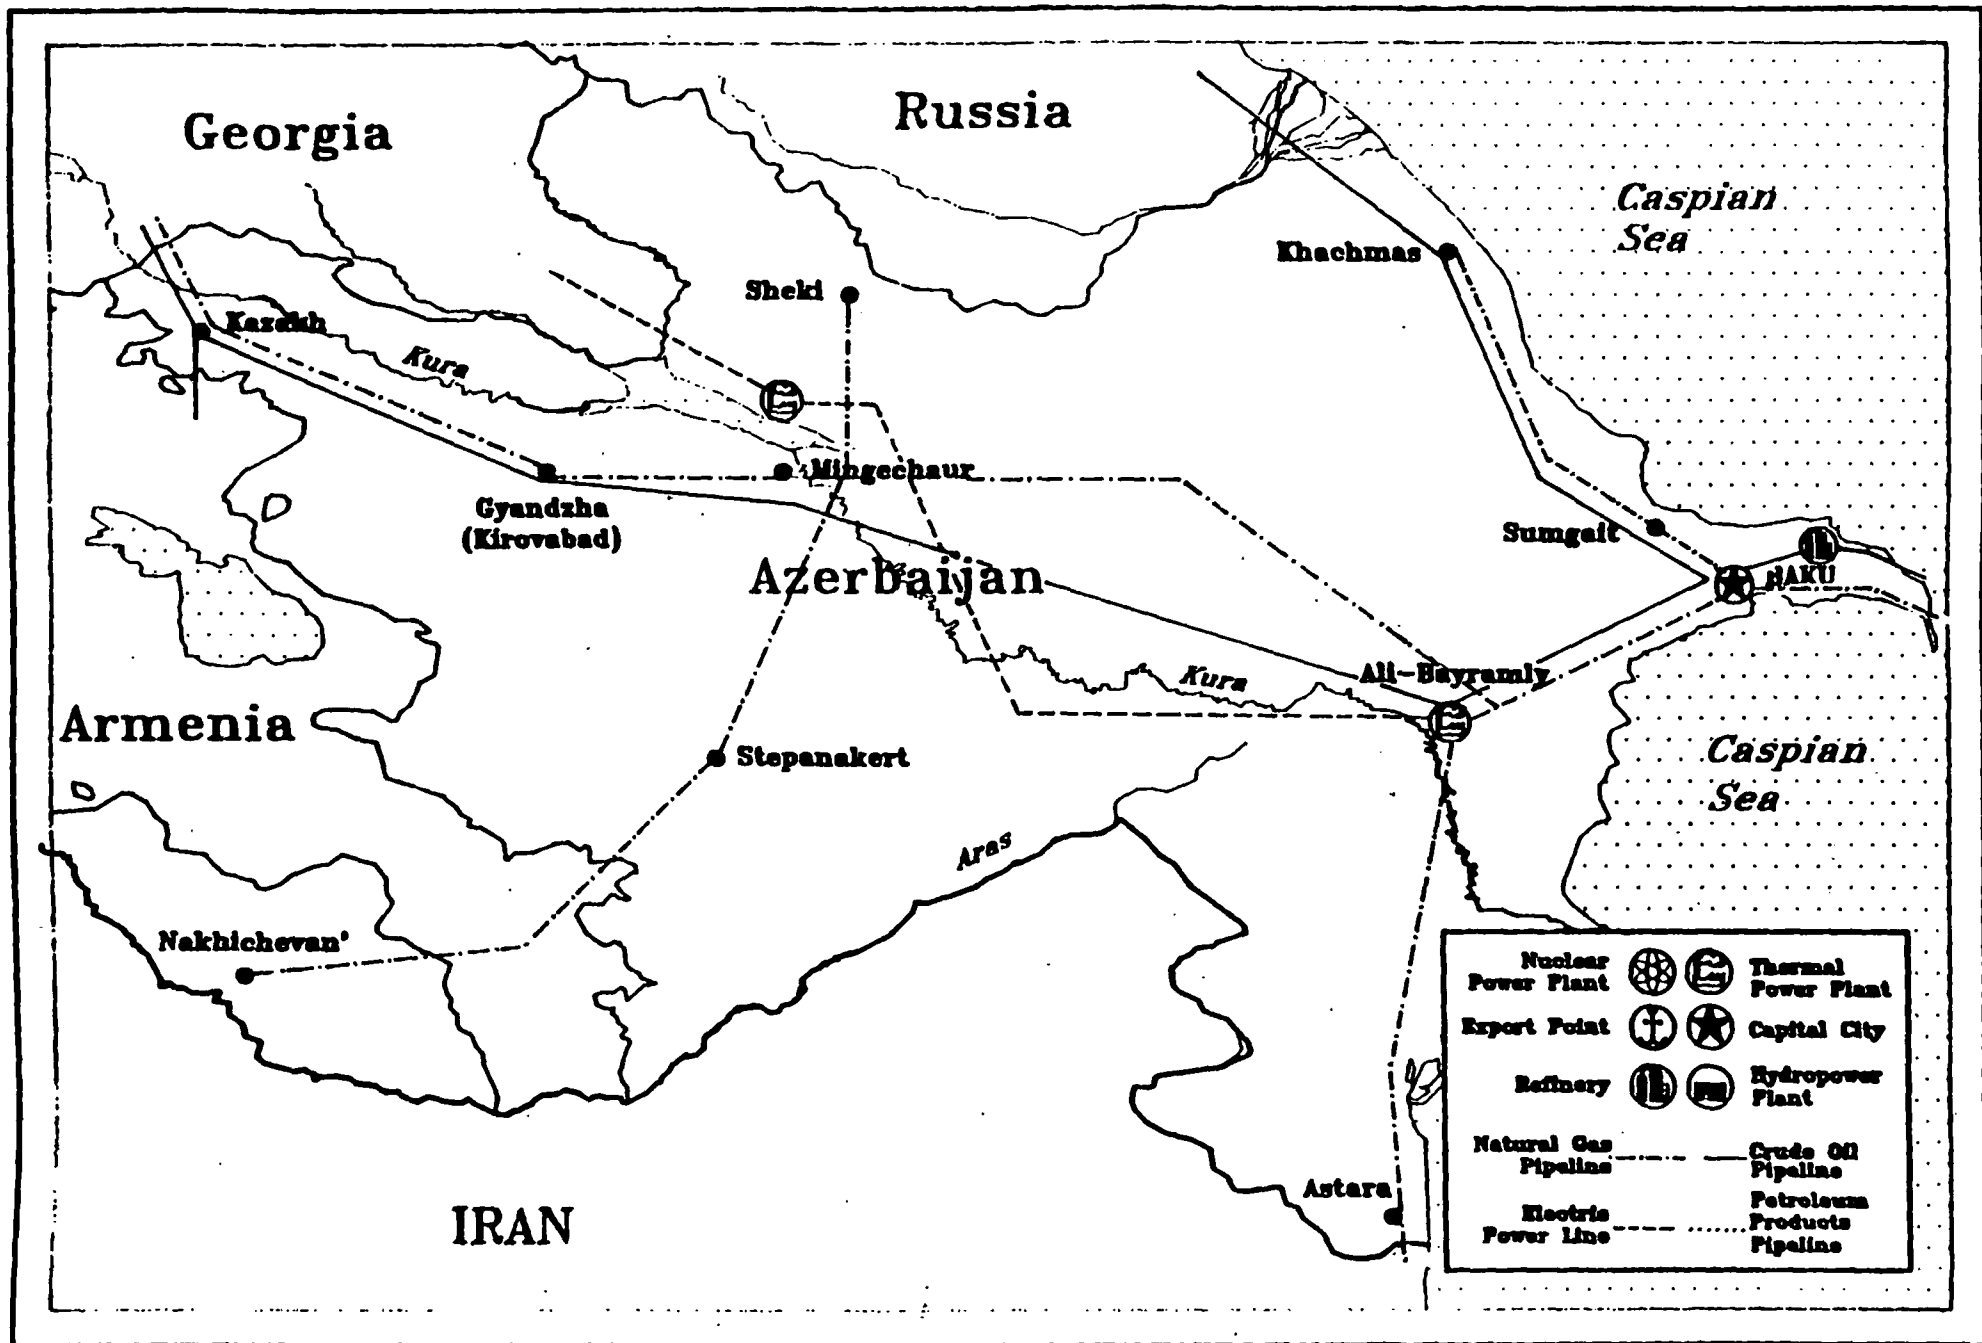 Georgia
Russia
Caspian
Sea
Khachmas
Sheki
Kazakh
Kura
Mingechaur
Gyandzha
(Kirovabad)
Sumgait
BAKU
Azerbaijan
Ali-Bayramly
Kura
Armenia
Stepanakert
Caspian
Sea
Aras
Nakhichevan'
Astara
IRAN
Nuclear
Power Plant
Thermal
Power Plant
Export Point
Capital City
Refinery
Hydropower
Plant
Natural Gas
Pipeline
Crude Oil
Pipeline
Electric
Power Line
Petroleum
Products
Pipeline